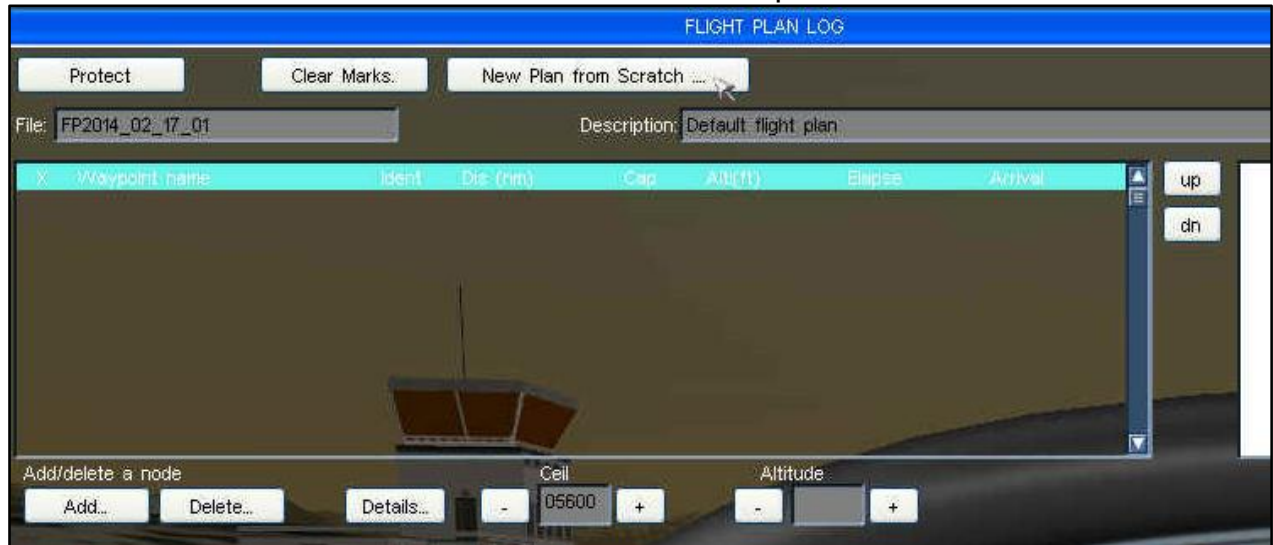 FLIGHT PLAN LOG
Protect Clear Marks. New Plan from Scratch ....
File: FP2014_02_17_01 Description: Default flight plan
X Waypoint name Ident Dis (nm) Cap Alti(ft) Elapse Arrival
up
dn
Add/delete a node Ceil Altitude
Add... Delete... Details... - 05600 + - +